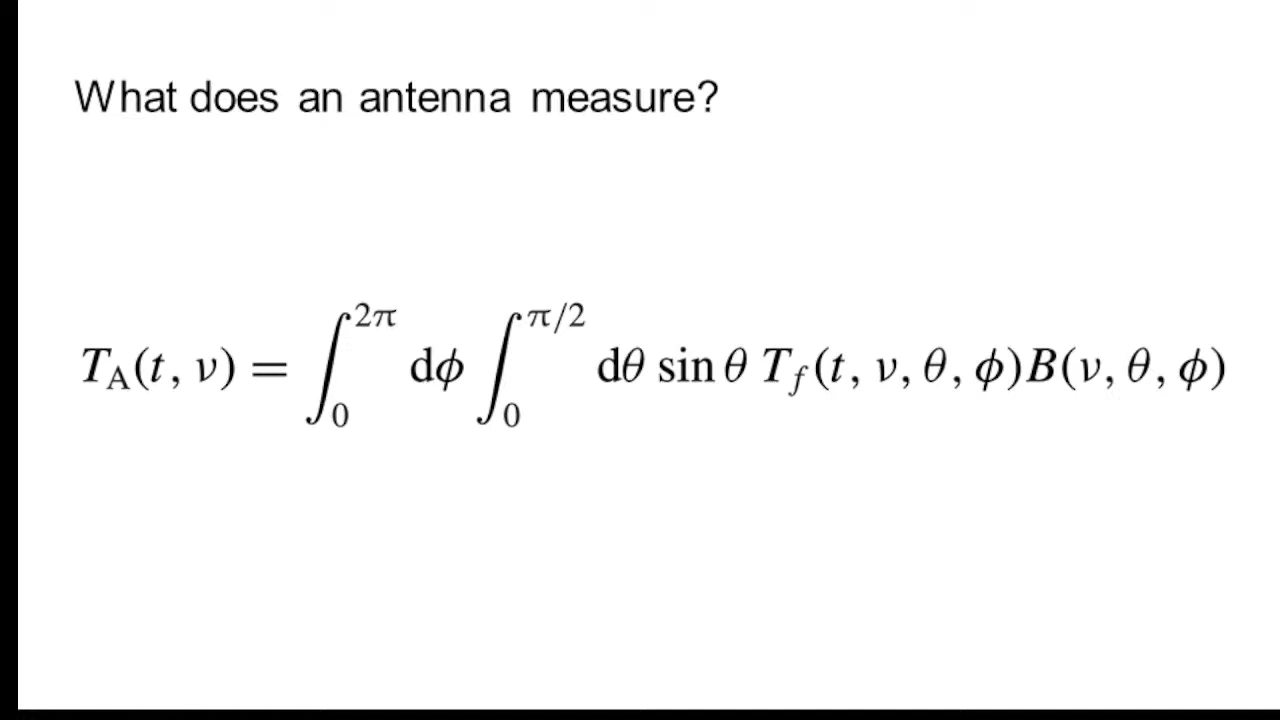 What does an antenna measure?
T_A(t, ν) = ∫_0^{2π} dϕ ∫_0^{π/2} dθ sin θ T_f(t, ν, θ, ϕ)B(ν, θ, ϕ)